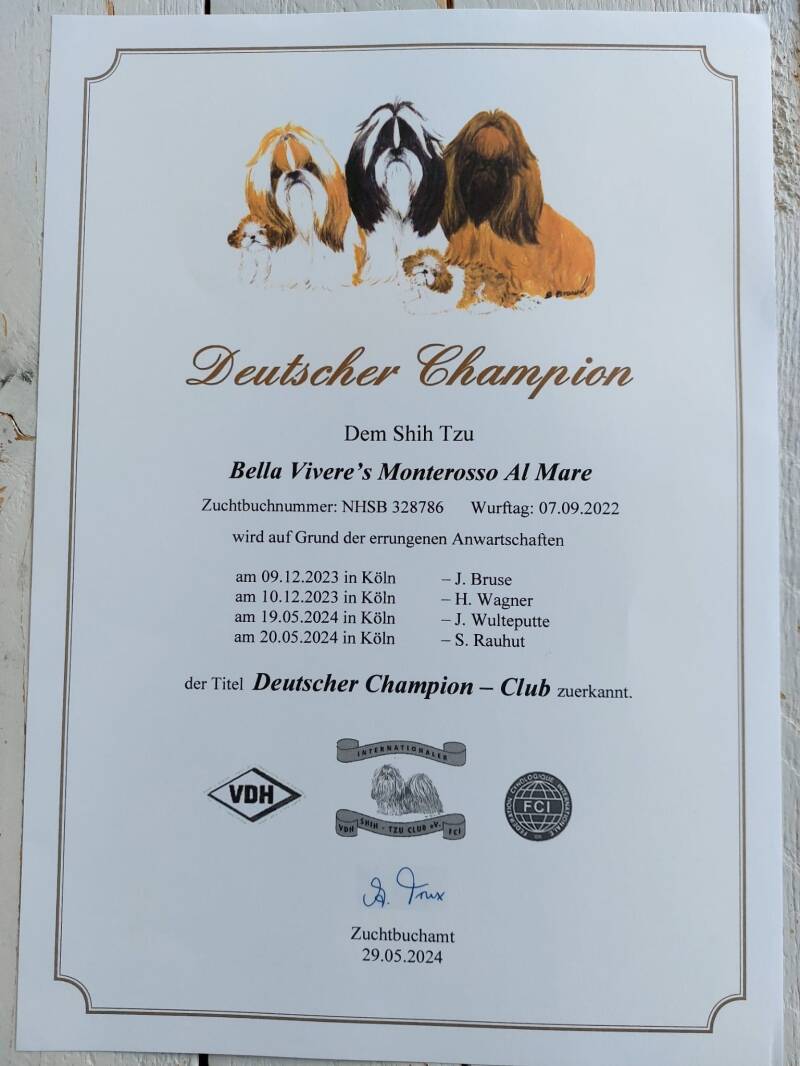 Deutscher Champion
Dem Shih Tzu
Bella Vivere's Monterosso Al Mare
Zuchtbuchnummer: NHSB 328786 Wurftag: 07.09.2022
wird auf Grund der errungenen Anwartschaften
am 09.12.2023 in Köln – J. Bruse
am 10.12.2023 in Köln – H. Wagner
am 19.05.2024 in Köln – J. Wulteputte
am 20.05.2024 in Köln – S. Rauhut
der Titel Deutscher Champion – Club zuerkannt.
INTERNATIONALER
VDH
VDH SHIH - TZU CLUB e.V. FCI
FEDERATION CYNOLOGIQUE INTERNATIONALE
FCI
Zuchtbuchamt
29.05.2024